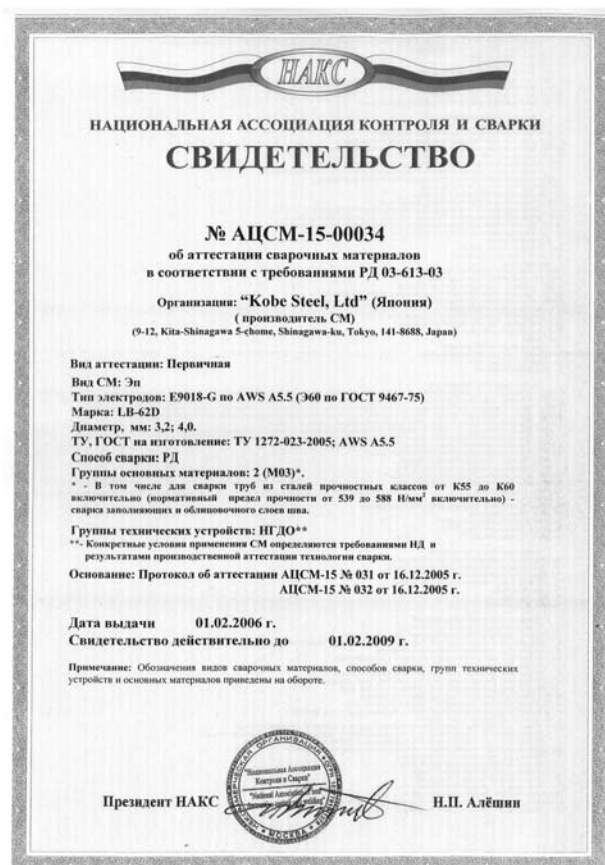 НАКС
НАЦИОНАЛЬНАЯ АССОЦИАЦИЯ КОНТРОЛЯ И СВАРКИ
СВИДЕТЕЛЬСТВО
№ АЦСМ-15-00034
об аттестации сварочных материалов
в соответствии с требованиями РД 03-613-03
Организация: “Kobe Steel, Ltd” (Япония)
( производитель СМ)
(9-12, Kita-Shinagawa 5-chome, Shinagawa-ku, Tokyo, 141-8688, Japan)
Вид аттестации: Первичная
Вид СМ: Эп
Тип электродов: E9018-G по AWS A5.5 (Э60 по ГОСТ 9467-75)
Марка: LB-62D
Диаметр, мм: 3,2; 4,0.
ТУ, ГОСТ на изготовление: ТУ 1272-023-2005; AWS A5.5
Способ сварки: РД
Группы основных материалов: 2 (М03)*.
* - В том числе для сварки труб из сталей прочностных классов от К55 до К60
включительно (нормативный предел прочности от 539 до 588 Н/мм² включительно) -
сварка заполняющих и облицовочного слоев шва.
Группы технических устройств: НГДО**
**- Конкретные условия применения СМ определяются требованиями НД и
результатами производственной аттестации технологии сварки.
Основание: Протокол об аттестации АЦСМ-15 № 031 от 16.12.2005 г.
АЦСМ-15 № 032 от 16.12.2005 г.
Дата выдачи 01.02.2006 г.
Свидетельство действительно до 01.02.2009 г.
Примечание: Обозначения видов сварочных материалов, способов сварки, групп технических
устройств и основных материалов приведены на обороте.
"Национальная Ассоциация
Контроля и Сварки"
МОСКВА
Президент НАКС Н.П. Алёшин